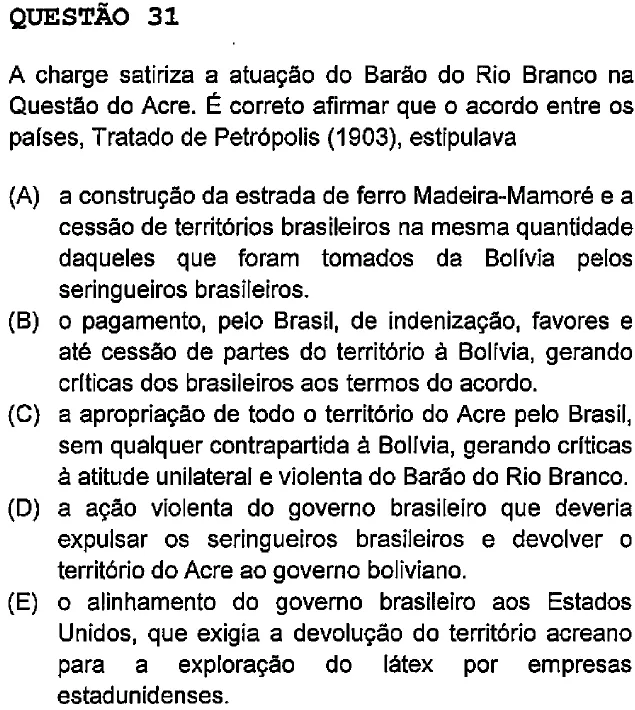 QUESTÃO 31
A charge satiriza a atuação do Barão do Rio Branco na
Questão do Acre. É correto afirmar que o acordo entre os
países, Tratado de Petrópolis (1903), estipulava
(A) a construção da estrada de ferro Madeira-Mamoré e a
cessão de territórios brasileiros na mesma quantidade
daqueles que foram tomados da Bolívia pelos
seringueiros brasileiros.
(B) o pagamento, pelo Brasil, de indenização, favores e
até cessão de partes do território à Bolívia, gerando
críticas dos brasileiros aos termos do acordo.
(C) a apropriação de todo o território do Acre pelo Brasil,
sem qualquer contrapartida à Bolívia, gerando críticas
à atitude unilateral e violenta do Barão do Rio Branco.
(D) a ação violenta do governo brasileiro que deveria
expulsar os seringueiros brasileiros e devolver o
território do Acre ao governo boliviano.
(E) o alinhamento do governo brasileiro aos Estados
Unidos, que exigia a devolução do território acreano
para a exploração do látex por empresas
estadunidenses.